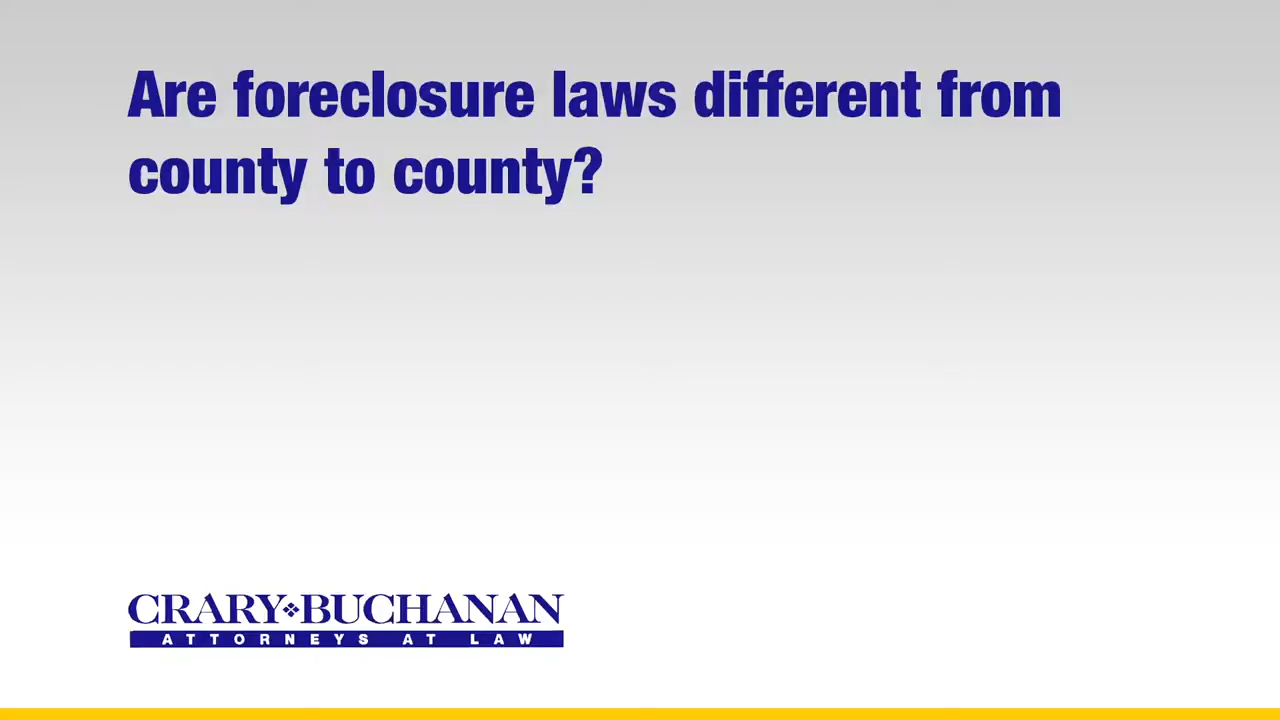 Are foreclosure laws different from
county to county?
CRARY BUCHANAN
ATTORNEYS AT LAW